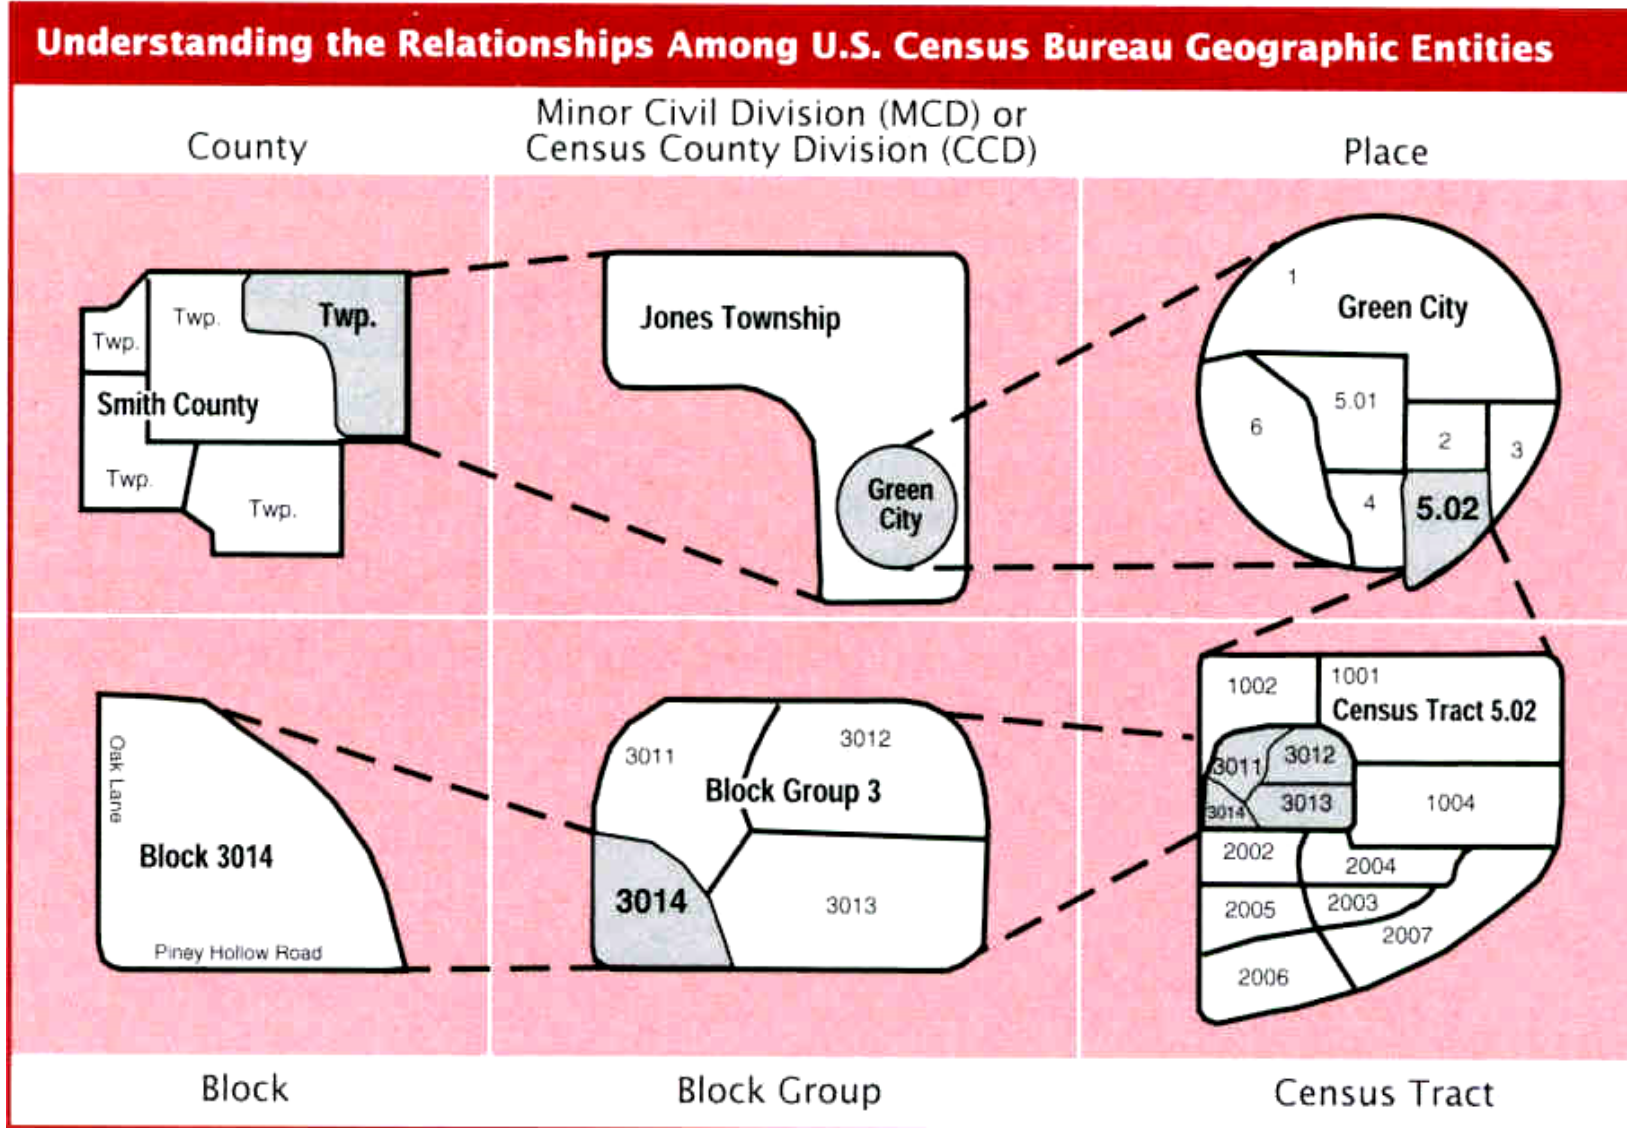 Understanding the Relationships Among U.S. Census Bureau Geographic Entities
County
Minor Civil Division (MCD) or
Census County Division (CCD)
Place
Twp.
Twp.
Twp.
Smith County
Twp.
Twp.
Jones Township
Green
City
1
Green City
5.01
6
2
3
4
5.02
Oak Lane
Block 3014
Piney Hollow Road
3011
3012
Block Group 3
3014
3013
1002
1001
Census Tract 5.02
3011
3012
3014
3013
1004
2002
2004
2005
2003
2007
2006
Block
Block Group
Census Tract